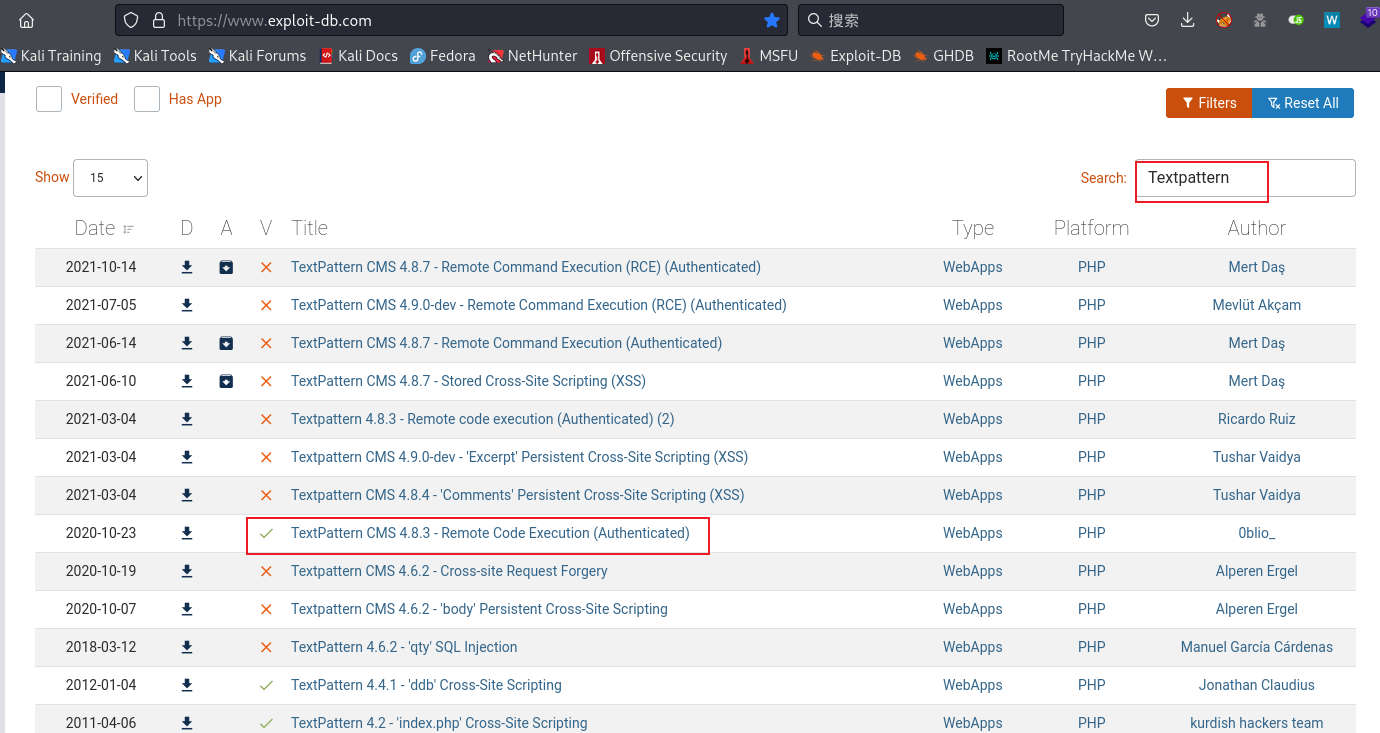 https://www.exploit-db.com
搜索
10
JS
W
Kali Training Kali Tools Kali Forums Kali Docs Fedora NetHunter Offensive Security MSFU Exploit-DB GHDB RootMe TryHackMe W…
Verified Has App
Filters Reset All
Show 15
Search: Textpattern
Date D A V Title Type Platform Author
2021-10-14 TextPattern CMS 4.8.7 - Remote Command Execution (RCE) (Authenticated) WebApps PHP Mert Daş
2021-07-05 TextPattern CMS 4.9.0-dev - Remote Command Execution (RCE) (Authenticated) WebApps PHP Mevlüt Akçam
2021-06-14 TextPattern CMS 4.8.7 - Remote Command Execution (Authenticated) WebApps PHP Mert Daş
2021-06-10 TextPattern CMS 4.8.7 - Stored Cross-Site Scripting (XSS) WebApps PHP Mert Daş
2021-03-04 Textpattern 4.8.3 - Remote code execution (Authenticated) (2) WebApps PHP Ricardo Ruiz
2021-03-04 Textpattern CMS 4.9.0-dev - 'Excerpt' Persistent Cross-Site Scripting (XSS) WebApps PHP Tushar Vaidya
2021-03-04 Textpattern CMS 4.8.4 - 'Comments' Persistent Cross-Site Scripting (XSS) WebApps PHP Tushar Vaidya
2020-10-23 TextPattern CMS 4.8.3 - Remote Code Execution (Authenticated) WebApps PHP 0blio_
2020-10-19 Textpattern CMS 4.6.2 - Cross-site Request Forgery WebApps PHP Alperen Ergel
2020-10-07 Textpattern CMS 4.6.2 - 'body' Persistent Cross-Site Scripting WebApps PHP Alperen Ergel
2018-03-12 TextPattern 4.6.2 - 'qty' SQL Injection WebApps PHP Manuel García Cárdenas
2012-01-04 TextPattern 4.4.1 - 'ddb' Cross-Site Scripting WebApps PHP Jonathan Claudius
2011-04-06 TextPattern 4.2 - 'index.php' Cross-Site Scripting WebApps PHP kurdish hackers team